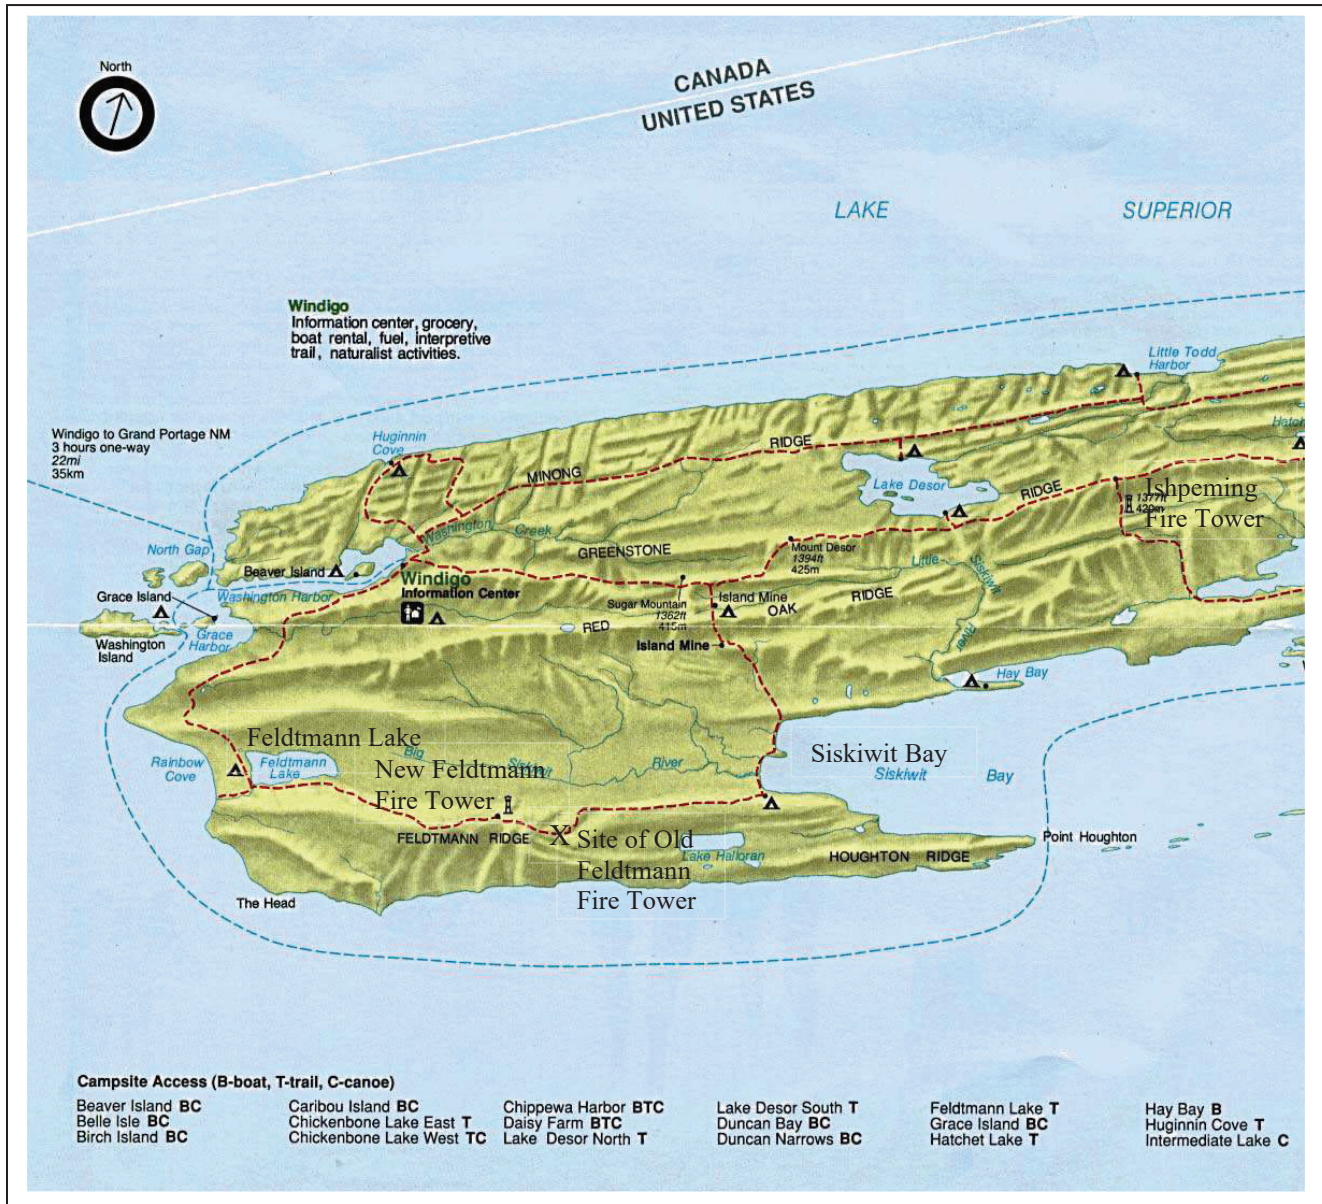 North
CANADA
UNITED STATES
LAKE SUPERIOR
Windigo
Information center, grocery,
boat rental, fuel, interpretive
trail, naturalist activities.
Little Todd
Harbor
Windigo to Grand Portage NM
3 hours one-way
22mi
35km
Huginnin
Cove
MINONG RIDGE
Hatch
Lake Desor
RIDGE
Ishpeming
Fire Tower
1377ft
420m
Washington Creek
North Gap
GREENSTONE
Mount Desor
1394ft
425m
Little Siskiwit River
Beaver Island
Windigo
Information Center
Washington Harbor
Grace Island
Grace
Harbor
Washington
Island
Sugar Mountain
1362ft
415m
Island Mine
RED OAK RIDGE
Island Mine
Hay Bay
Feldtmann Lake
Rainbow
Cove
Feldtmann
Lake
Big Siskiwit River
New Feldtmann
Fire Tower
Siskiwit Bay
Siskiwit Bay
FELDTMANN RIDGE
X Site of Old
Feldtmann
Fire Tower
Lake Halloran
HOUGHTON RIDGE
Point Houghton
The Head
Campsite Access (B-boat, T-trail, C-canoe)
Beaver Island BC
Belle Isle BC
Birch Island BC
Caribou Island BC
Chickenbone Lake East T
Chickenbone Lake West TC
Chippewa Harbor BTC
Daisy Farm BTC
Lake Desor North T
Lake Desor South T
Duncan Bay BC
Duncan Narrows BC
Feldtmann Lake T
Grace Island BC
Hatchet Lake T
Hay Bay B
Huginnin Cove T
Intermediate Lake C